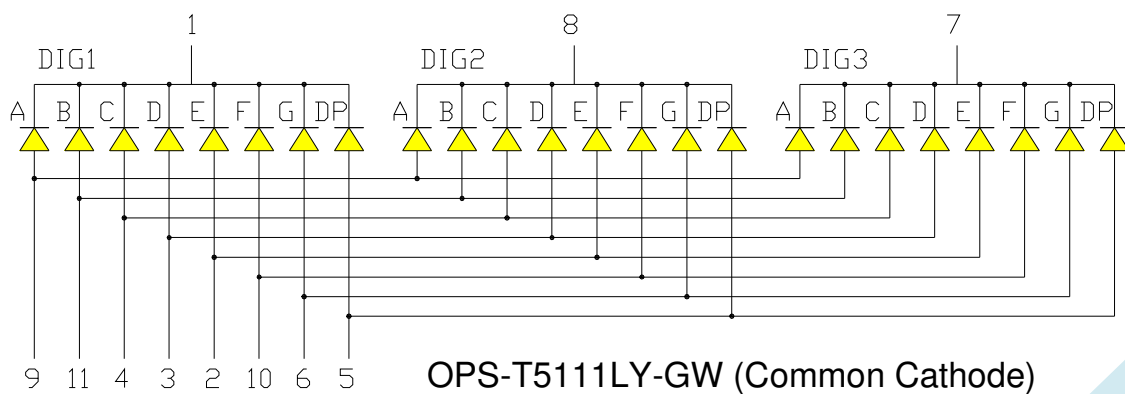 1 8 7
DIG1 DIG2 DIG3
A B C D E F G DP A B C D E F G DP A B C D E F G DP
9 11 4 3 2 10 6 5
OPS-T5111LY-GW (Common Cathode)